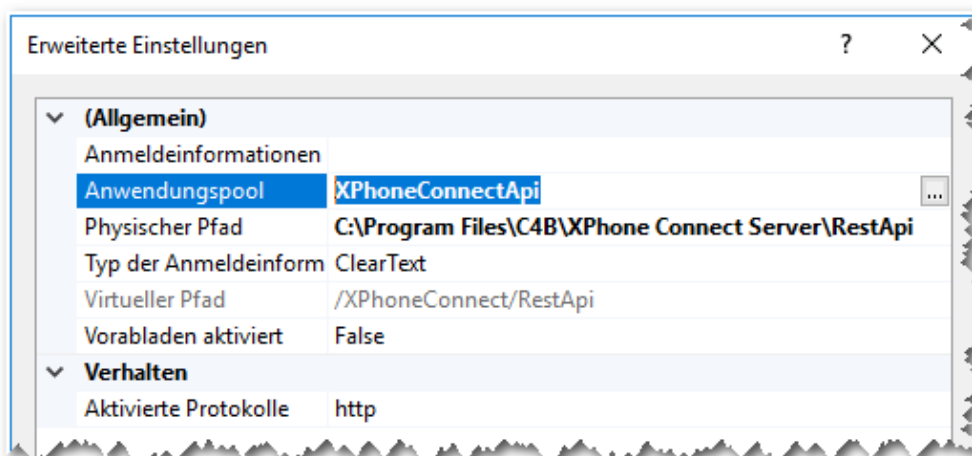 Erweiterte Einstellungen ? ×
(Allgemein)
Anmeldeinformationen
Anwendungspool XPhoneConnectApi ...
Physischer Pfad C:\Program Files\C4B\XPhone Connect Server\RestApi
Typ der Anmeldeinform ClearText
Virtueller Pfad /XPhoneConnect/RestApi
Vorabladen aktiviert False
Verhalten
Aktivierte Protokolle http